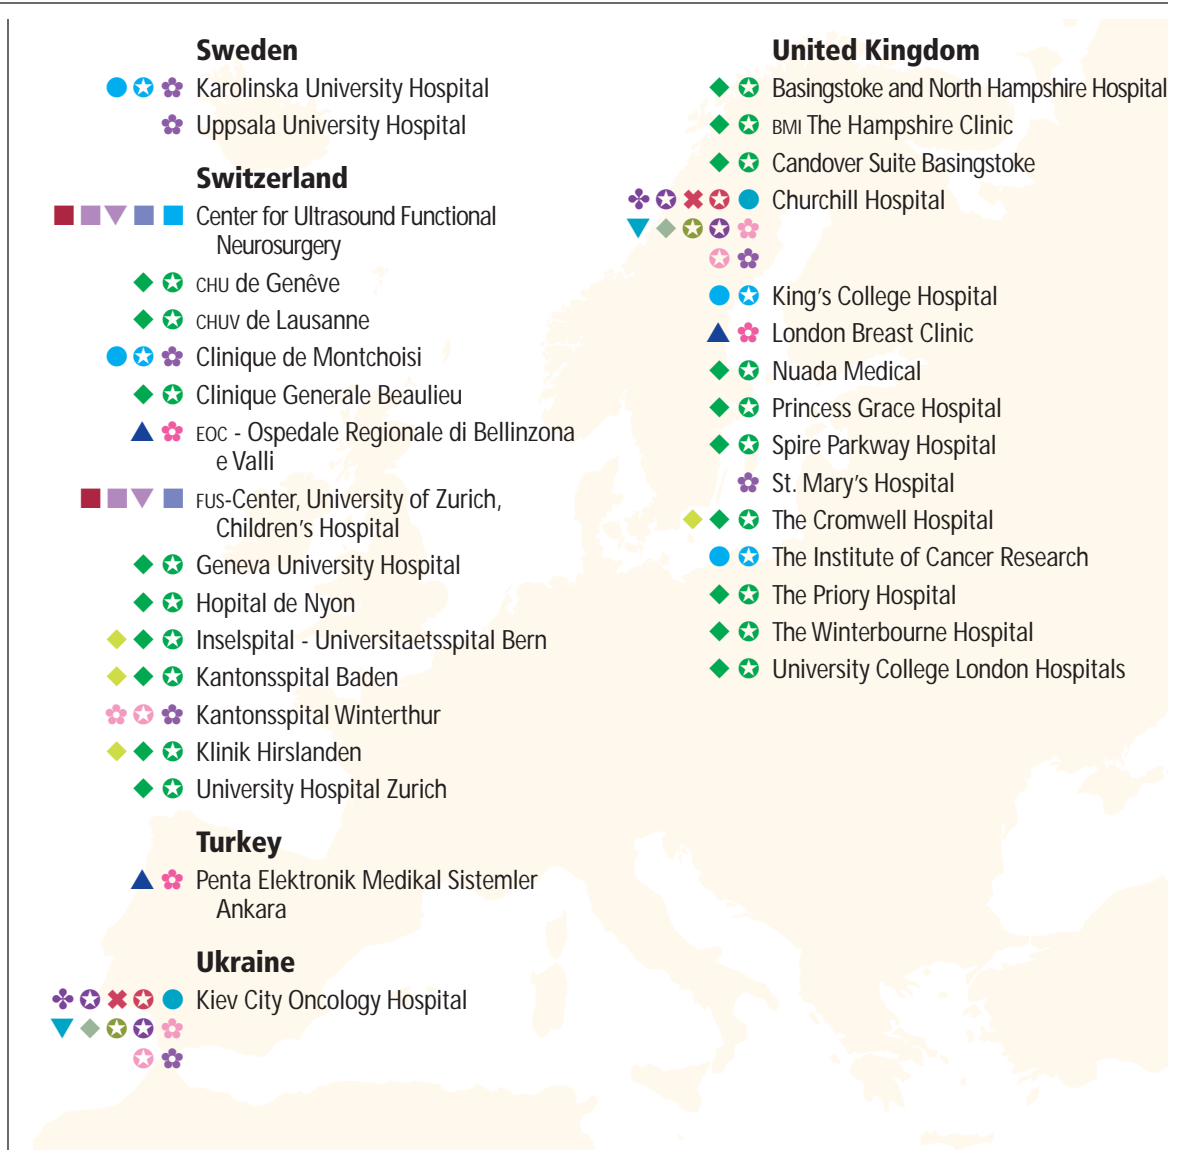 Sweden
Karolinska University Hospital
Uppsala University Hospital
Switzerland
Center for Ultrasound Functional
Neurosurgery
CHU de Genêve
CHUV de Lausanne
Clinique de Montchoisi
Clinique Generale Beaulieu
EOC - Ospedale Regionale di Bellinzona
e Valli
FUS-Center, University of Zurich,
Children's Hospital
Geneva University Hospital
Hopital de Nyon
Inselspital - Universitaetsspital Bern
Kantonsspital Baden
Kantonsspital Winterthur
Klinik Hirslanden
University Hospital Zurich
Turkey
Penta Elektronik Medikal Sistemler
Ankara
Ukraine
Kiev City Oncology Hospital
United Kingdom
Basingstoke and North Hampshire Hospital
BMI The Hampshire Clinic
Candover Suite Basingstoke
Churchill Hospital
King's College Hospital
London Breast Clinic
Nuada Medical
Princess Grace Hospital
Spire Parkway Hospital
St. Mary's Hospital
The Cromwell Hospital
The Institute of Cancer Research
The Priory Hospital
The Winterbourne Hospital
University College London Hospitals